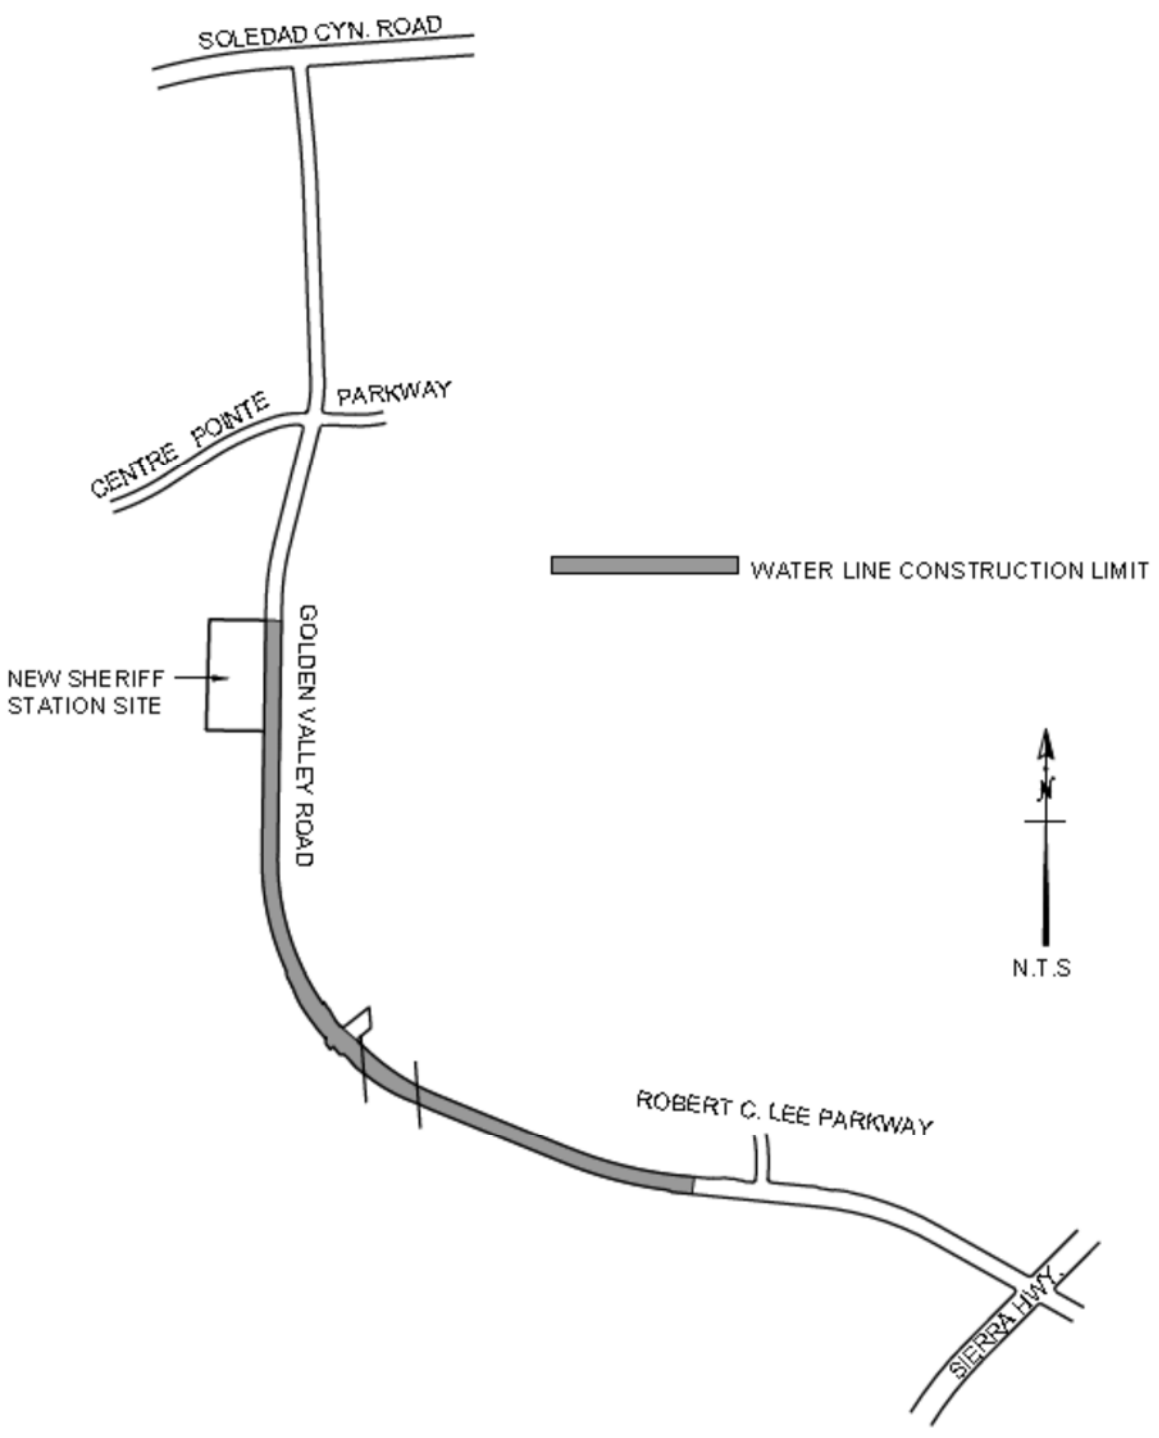 SOLEDAD CYN. ROAD
CENTRE POINTE PARKWAY
WATER LINE CONSTRUCTION LIMIT
GOLDEN VALLEY ROAD
NEW SHERIFF
STATION SITE
N
N.T.S
ROBERT C. LEE PARKWAY
SIERRA HWY.